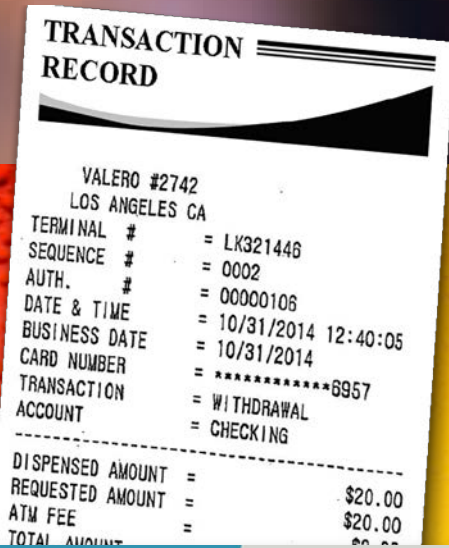 TRANSACTION
RECORD
VALERO #2742
LOS ANGELES CA
TERMINAL # = LK321446
SEQUENCE # = 0002
AUTH. # = 00000106
DATE & TIME = 10/31/2014 12:40:05
BUSINESS DATE = 10/31/2014
CARD NUMBER = ************6957
TRANSACTION = WITHDRAWAL
ACCOUNT = CHECKING
--------------------------------
DISPENSED AMOUNT = $20.00
REQUESTED AMOUNT = $20.00
ATM FEE =
TOTAL AMOUNT